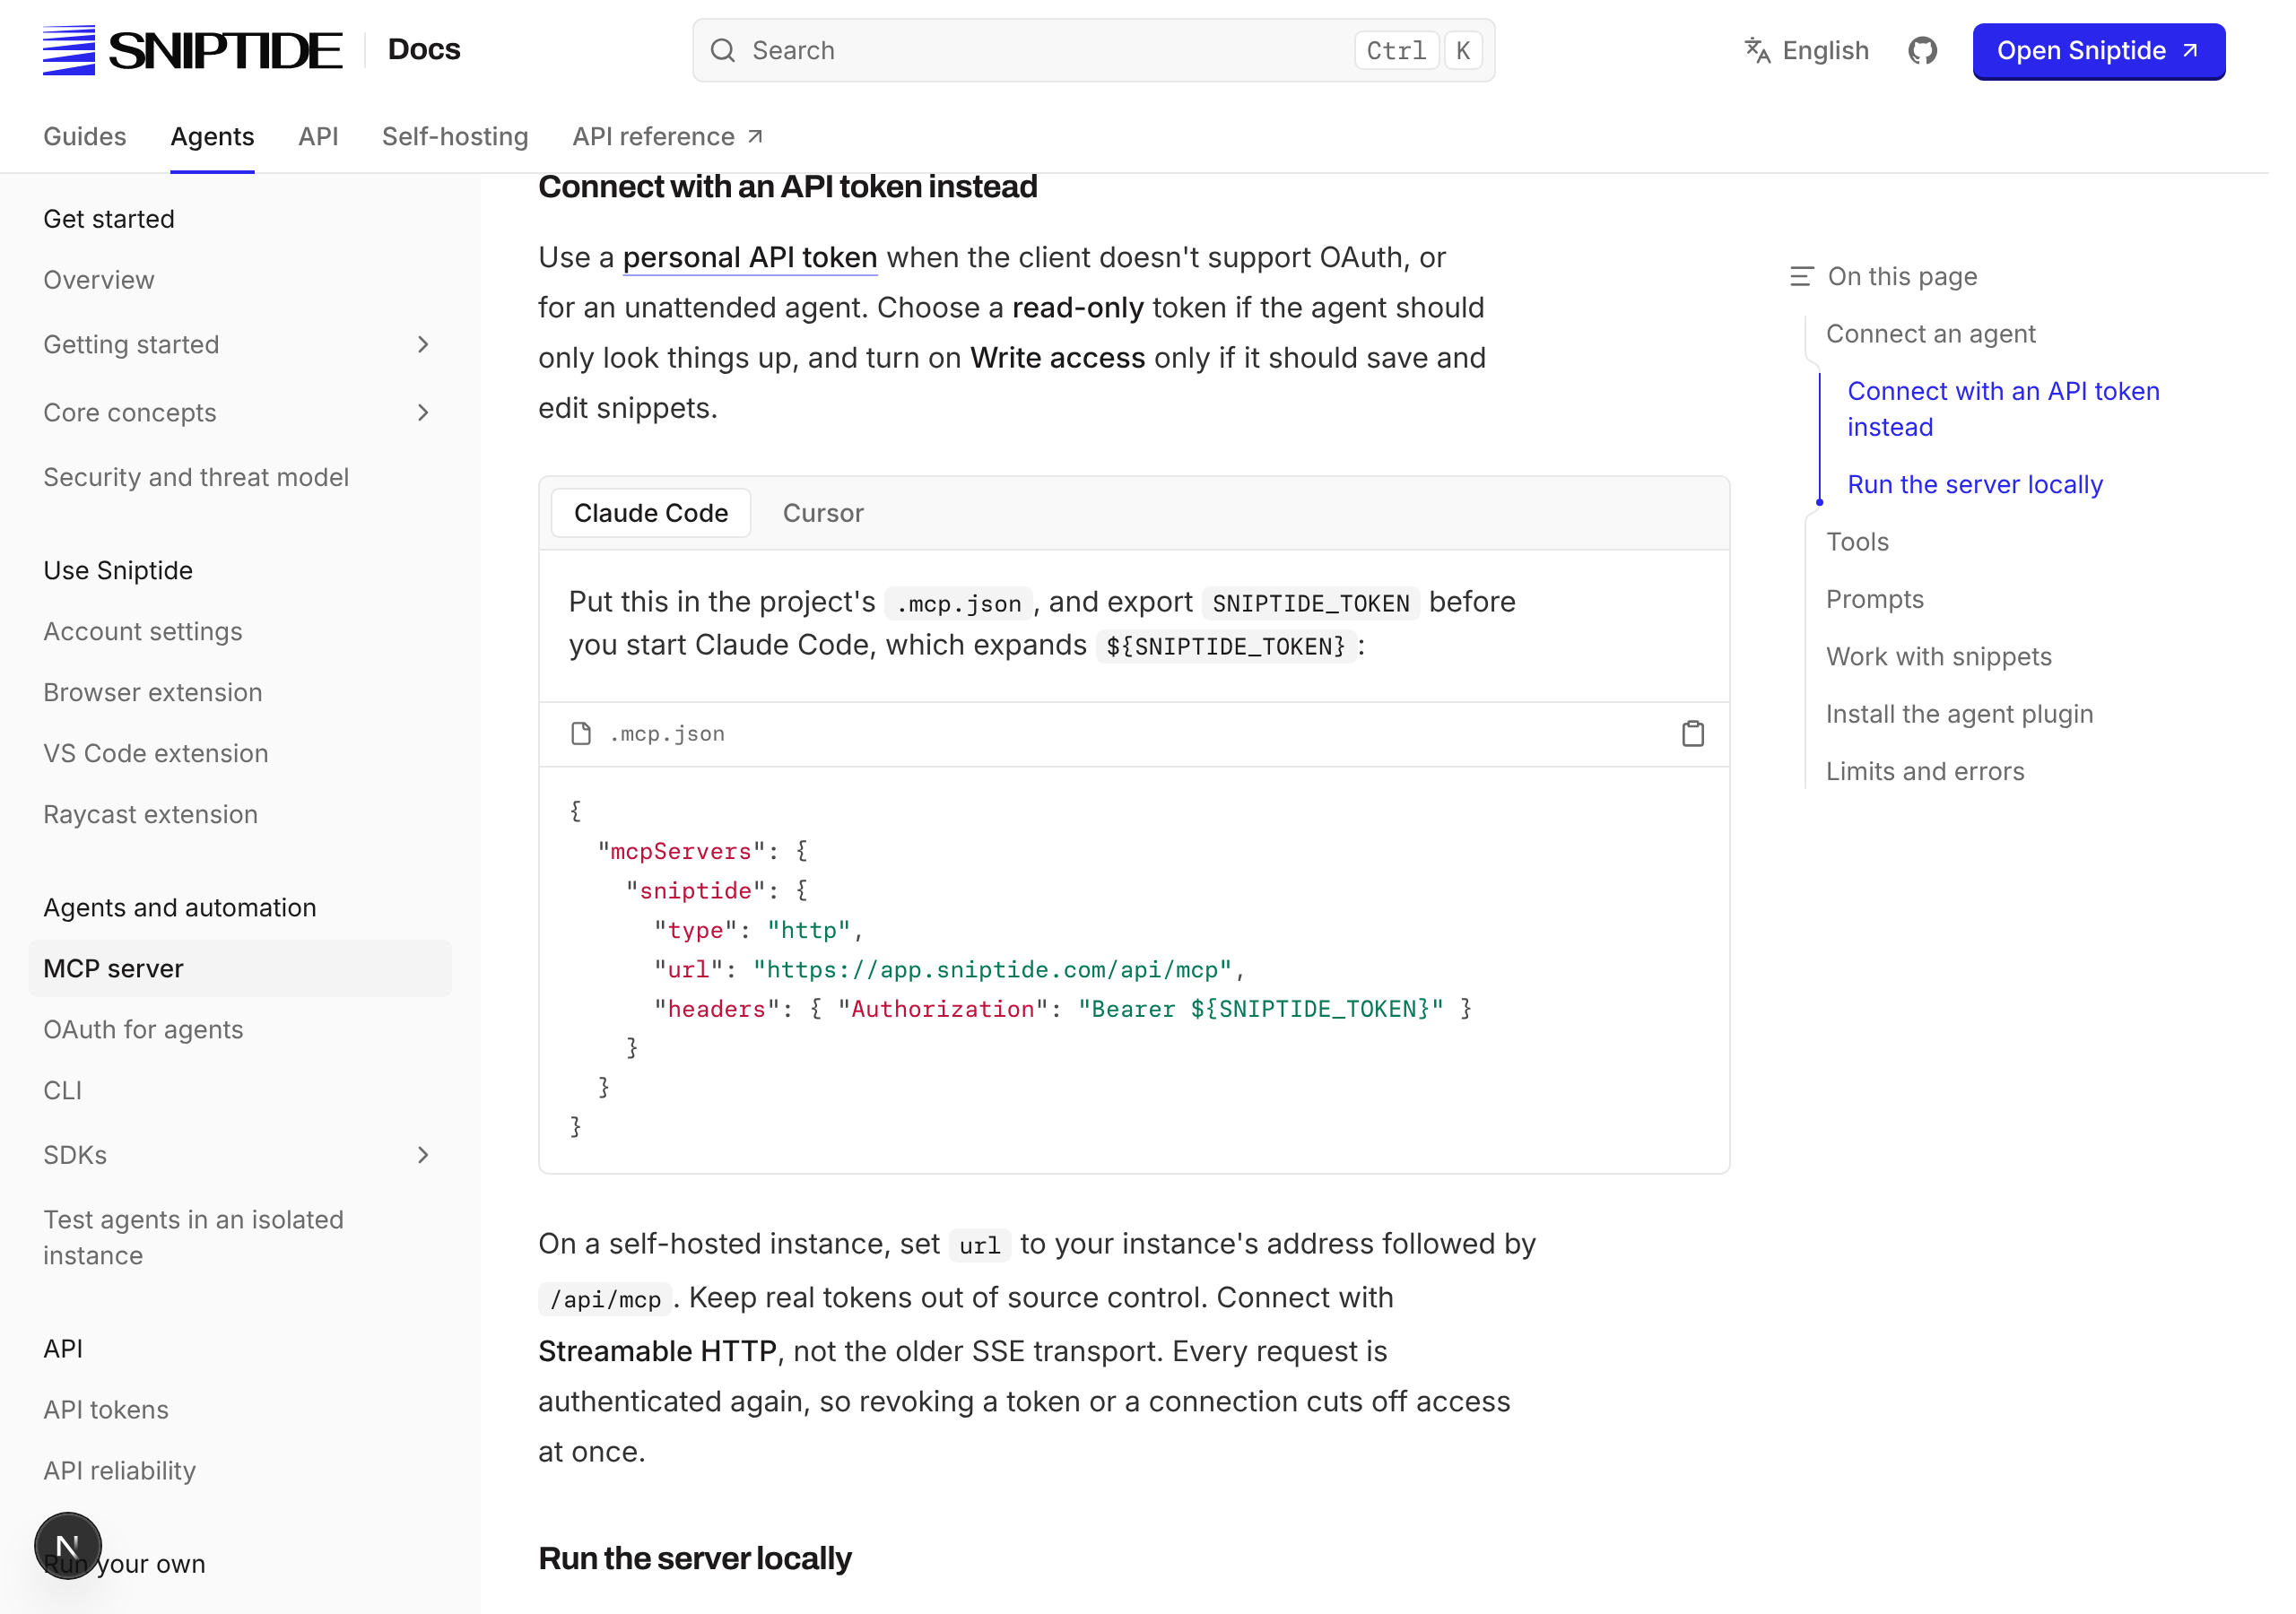 SNIPTIDE Docs
Search Ctrl K
English
Open Sniptide
Guides Agents API Self-hosting API reference
Get started
Overview
Getting started
Core concepts
Security and threat model
Use Sniptide
Account settings
Browser extension
VS Code extension
Raycast extension
Agents and automation
MCP server
OAuth for agents
CLI
SDKs
Test agents in an isolated
instance
API
API tokens
API reliability
N
Run your own
Connect with an API token instead
Use a personal API token when the client doesn't support OAuth, or
for an unattended agent. Choose a read-only token if the agent should
only look things up, and turn on Write access only if it should save and
edit snippets.
Claude Code Cursor
Put this in the project's .mcp.json, and export SNIPTIDE_TOKEN before
you start Claude Code, which expands ${SNIPTIDE_TOKEN}:
.mcp.json
{
  "mcpServers": {
    "sniptide": {
      "type": "http",
      "url": "https://app.sniptide.com/api/mcp",
      "headers": { "Authorization": "Bearer ${SNIPTIDE_TOKEN}" }
    }
  }
}
On a self-hosted instance, set url to your instance's address followed by
/api/mcp. Keep real tokens out of source control. Connect with
Streamable HTTP, not the older SSE transport. Every request is
authenticated again, so revoking a token or a connection cuts off access
at once.
Run the server locally
On this page
Connect an agent
Connect with an API token
instead
Run the server locally
Tools
Prompts
Work with snippets
Install the agent plugin
Limits and errors